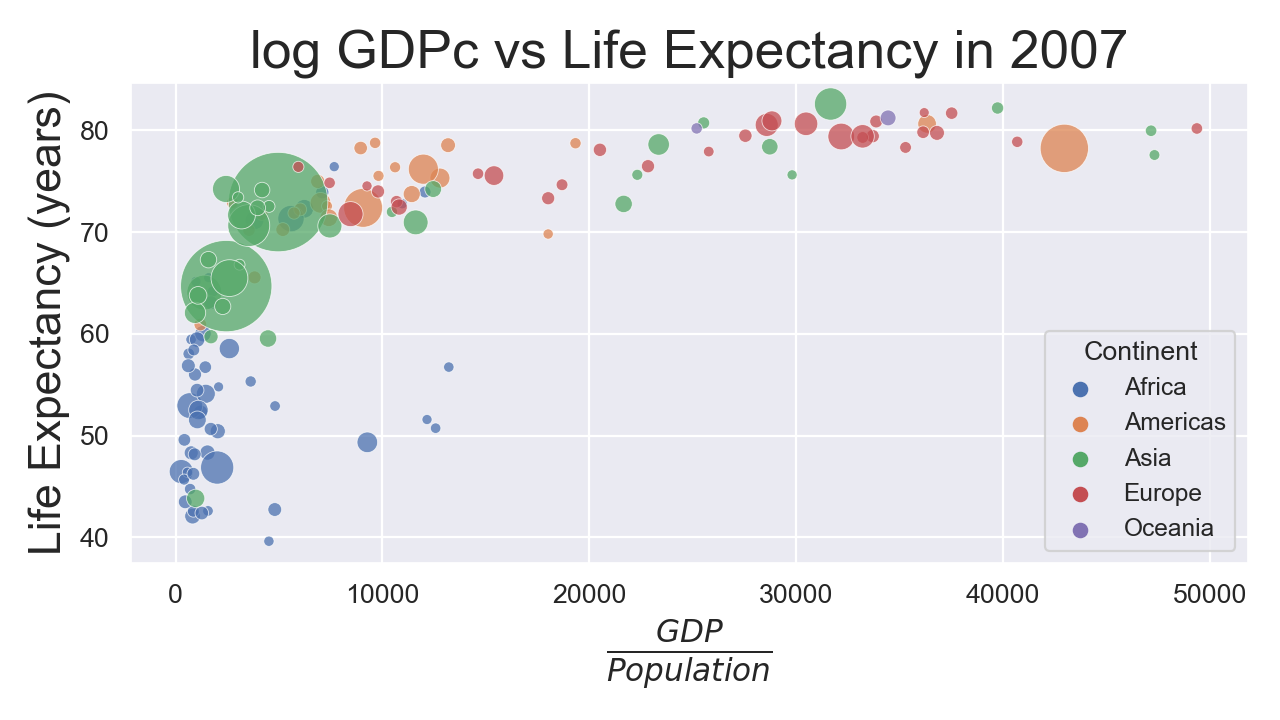 log GDPc vs Life Expectancy in 2007
Life Expectancy (years)
80
70
60
50
40
0 10000 20000 30000 40000 50000
GDP
Population
Continent
Africa
Americas
Asia
Europe
Oceania